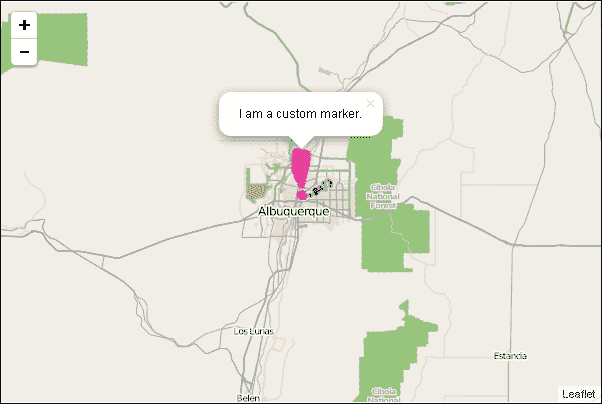 +
−
I am a custom marker.
×
Cibola
National
Forest
Albuquerque
Los Lunas
Estancia
Belen
Cibola
National
Leaflet